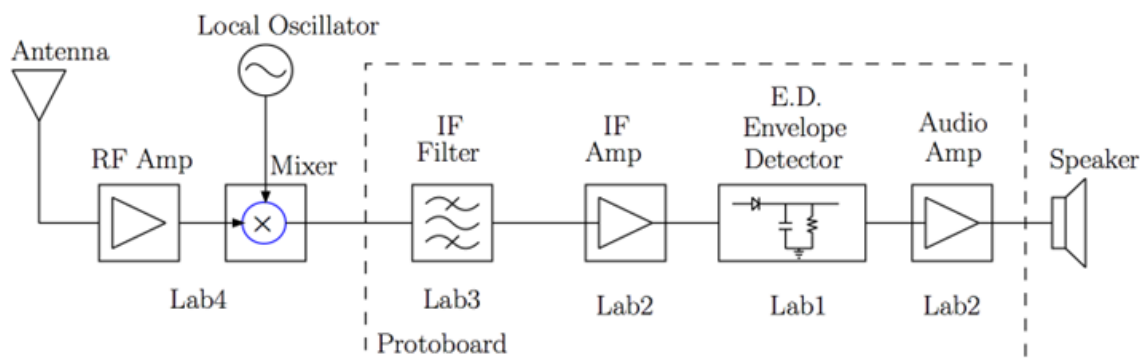 Local Oscillator
Antenna
RF Amp
Mixer
IF
Filter
IF
Amp
E.D.
Envelope
Detector
Audio
Amp
Speaker
Lab4
Lab3
Lab2
Lab1
Lab2
Protoboard